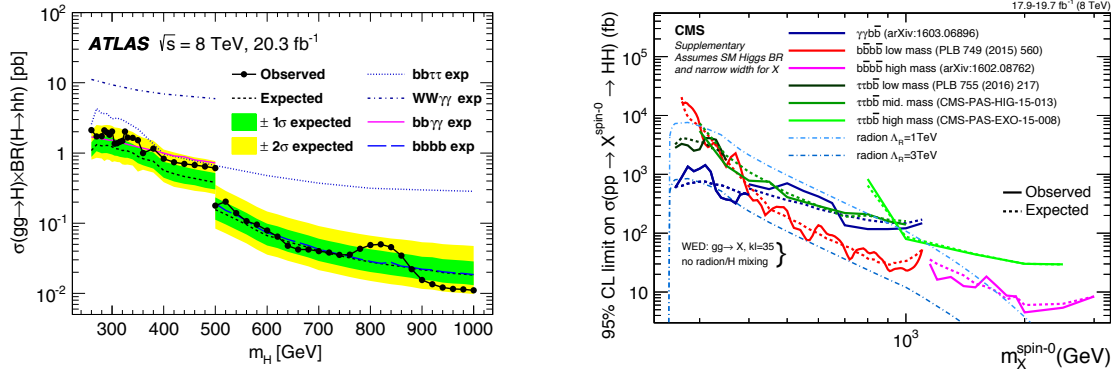 ATLAS √s = 8 TeV, 20.3 fb⁻¹
Observed
Expected
± 1σ expected
± 2σ expected
bbττ exp
WWγγ exp
bbγγ exp
bbbb exp
σ(gg→H)×BR(H→hh) [pb]
10
1
10⁻¹
10⁻²
300 400 500 600 700 800 900 1000
m_H [GeV]
17.9-19.7 fb⁻¹ (8 TeV)
CMS
Supplementary
Assumes SM Higgs BR
and narrow width for X
γγbb̄ (arXiv:1603.06896)
bb̄bb̄ low mass (PLB 749 (2015) 560)
bb̄bb̄ high mass (arXiv:1602.08762)
ττbb̄ low mass (PLB 755 (2016) 217)
ττbb̄ mid. mass (CMS-PAS-HIG-15-013)
ττbb̄ high mass (CMS-PAS-EXO-15-008)
radion Λ_R=1TeV
radion Λ_R=3TeV
Observed
Expected
WED: gg→ X, kl=35
no radion/H mixing
95% CL limit on σ(pp → X^spin-0 → HH) (fb)
10⁵
10⁴
10³
10²
10
10³
m_X^spin-0 (GeV)